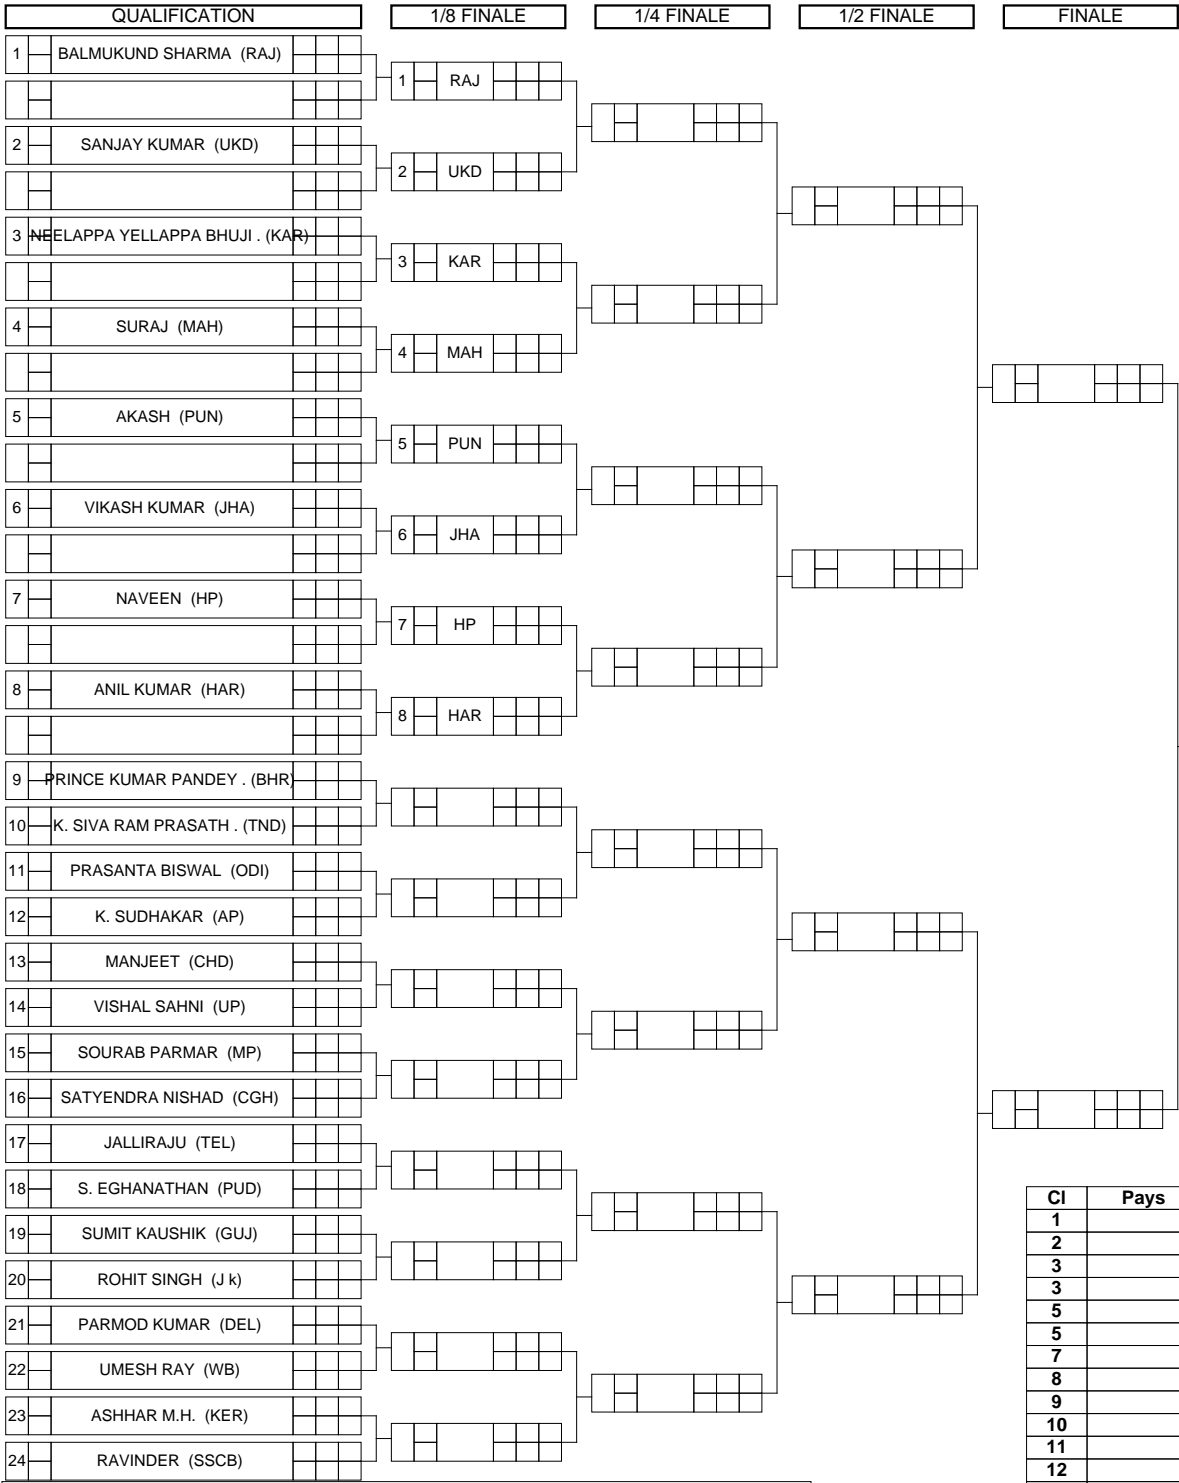 QUALIFICATION 1/8 FINALE 1/4 FINALE 1/2 FINALE FINALE
1 BALMUKUND SHARMA (RAJ)
1 RAJ
2 SANJAY KUMAR (UKD)
2 UKD
3 NEELAPPA YELLAPPA BHUJI . (KAR)
3 KAR
4 SURAJ (MAH)
4 MAH
5 AKASH (PUN)
5 PUN
6 VIKASH KUMAR (JHA)
6 JHA
7 NAVEEN (HP)
7 HP
8 ANIL KUMAR (HAR)
8 HAR
9 PRINCE KUMAR PANDEY . (BHR)
10 K. SIVA RAM PRASATH . (TND)
11 PRASANTA BISWAL (ODI)
12 K. SUDHAKAR (AP)
13 MANJEET (CHD)
14 VISHAL SAHNI (UP)
15 SOURAB PARMAR (MP)
16 SATYENDRA NISHAD (CGH)
17 JALLIRAJU (TEL)
18 S. EGHANATHAN (PUD)
19 SUMIT KAUSHIK (GUJ)
20 ROHIT SINGH (J k)
21 PARMOD KUMAR (DEL)
22 UMESH RAY (WB)
23 ASHHAR M.H. (KER)
24 RAVINDER (SSCB)
Cl Pays
1
2
3
3
5
5
7
8
9
10
11
12